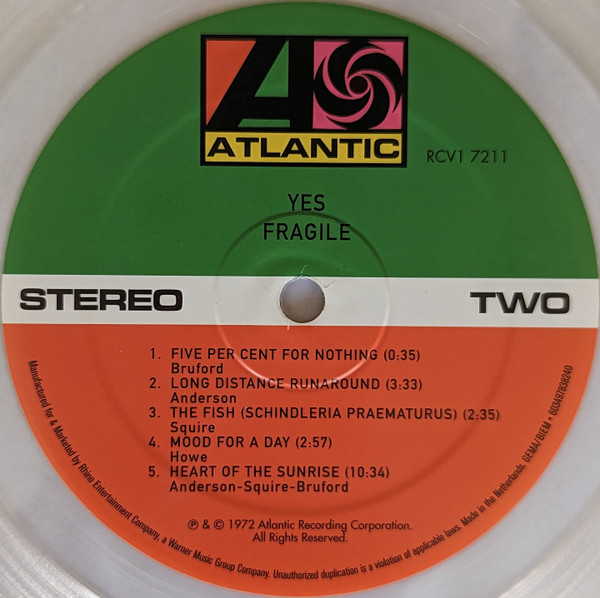 ATLANTIC
RCV1 7211
YES
FRAGILE
STEREO
TWO
1. FIVE PER CENT FOR NOTHING (0:35)
Bruford
2. LONG DISTANCE RUNAROUND (3:33)
Anderson
3. THE FISH (SCHINDLERIA PRAEMATURUS) (2:35)
Squire
4. MOOD FOR A DAY (2:57)
Howe
5. HEART OF THE SUNRISE (10:34)
Anderson-Squire-Bruford
℗ & © 1972 Atlantic Recording Corporation.
All Rights Reserved.
Manufactured for & Marketed by Rhino Entertainment Company, a Warner Music Group Company. Unauthorized duplication is a violation of applicable laws. Made in the Netherlands. GEMA/BIEM • 603497838240